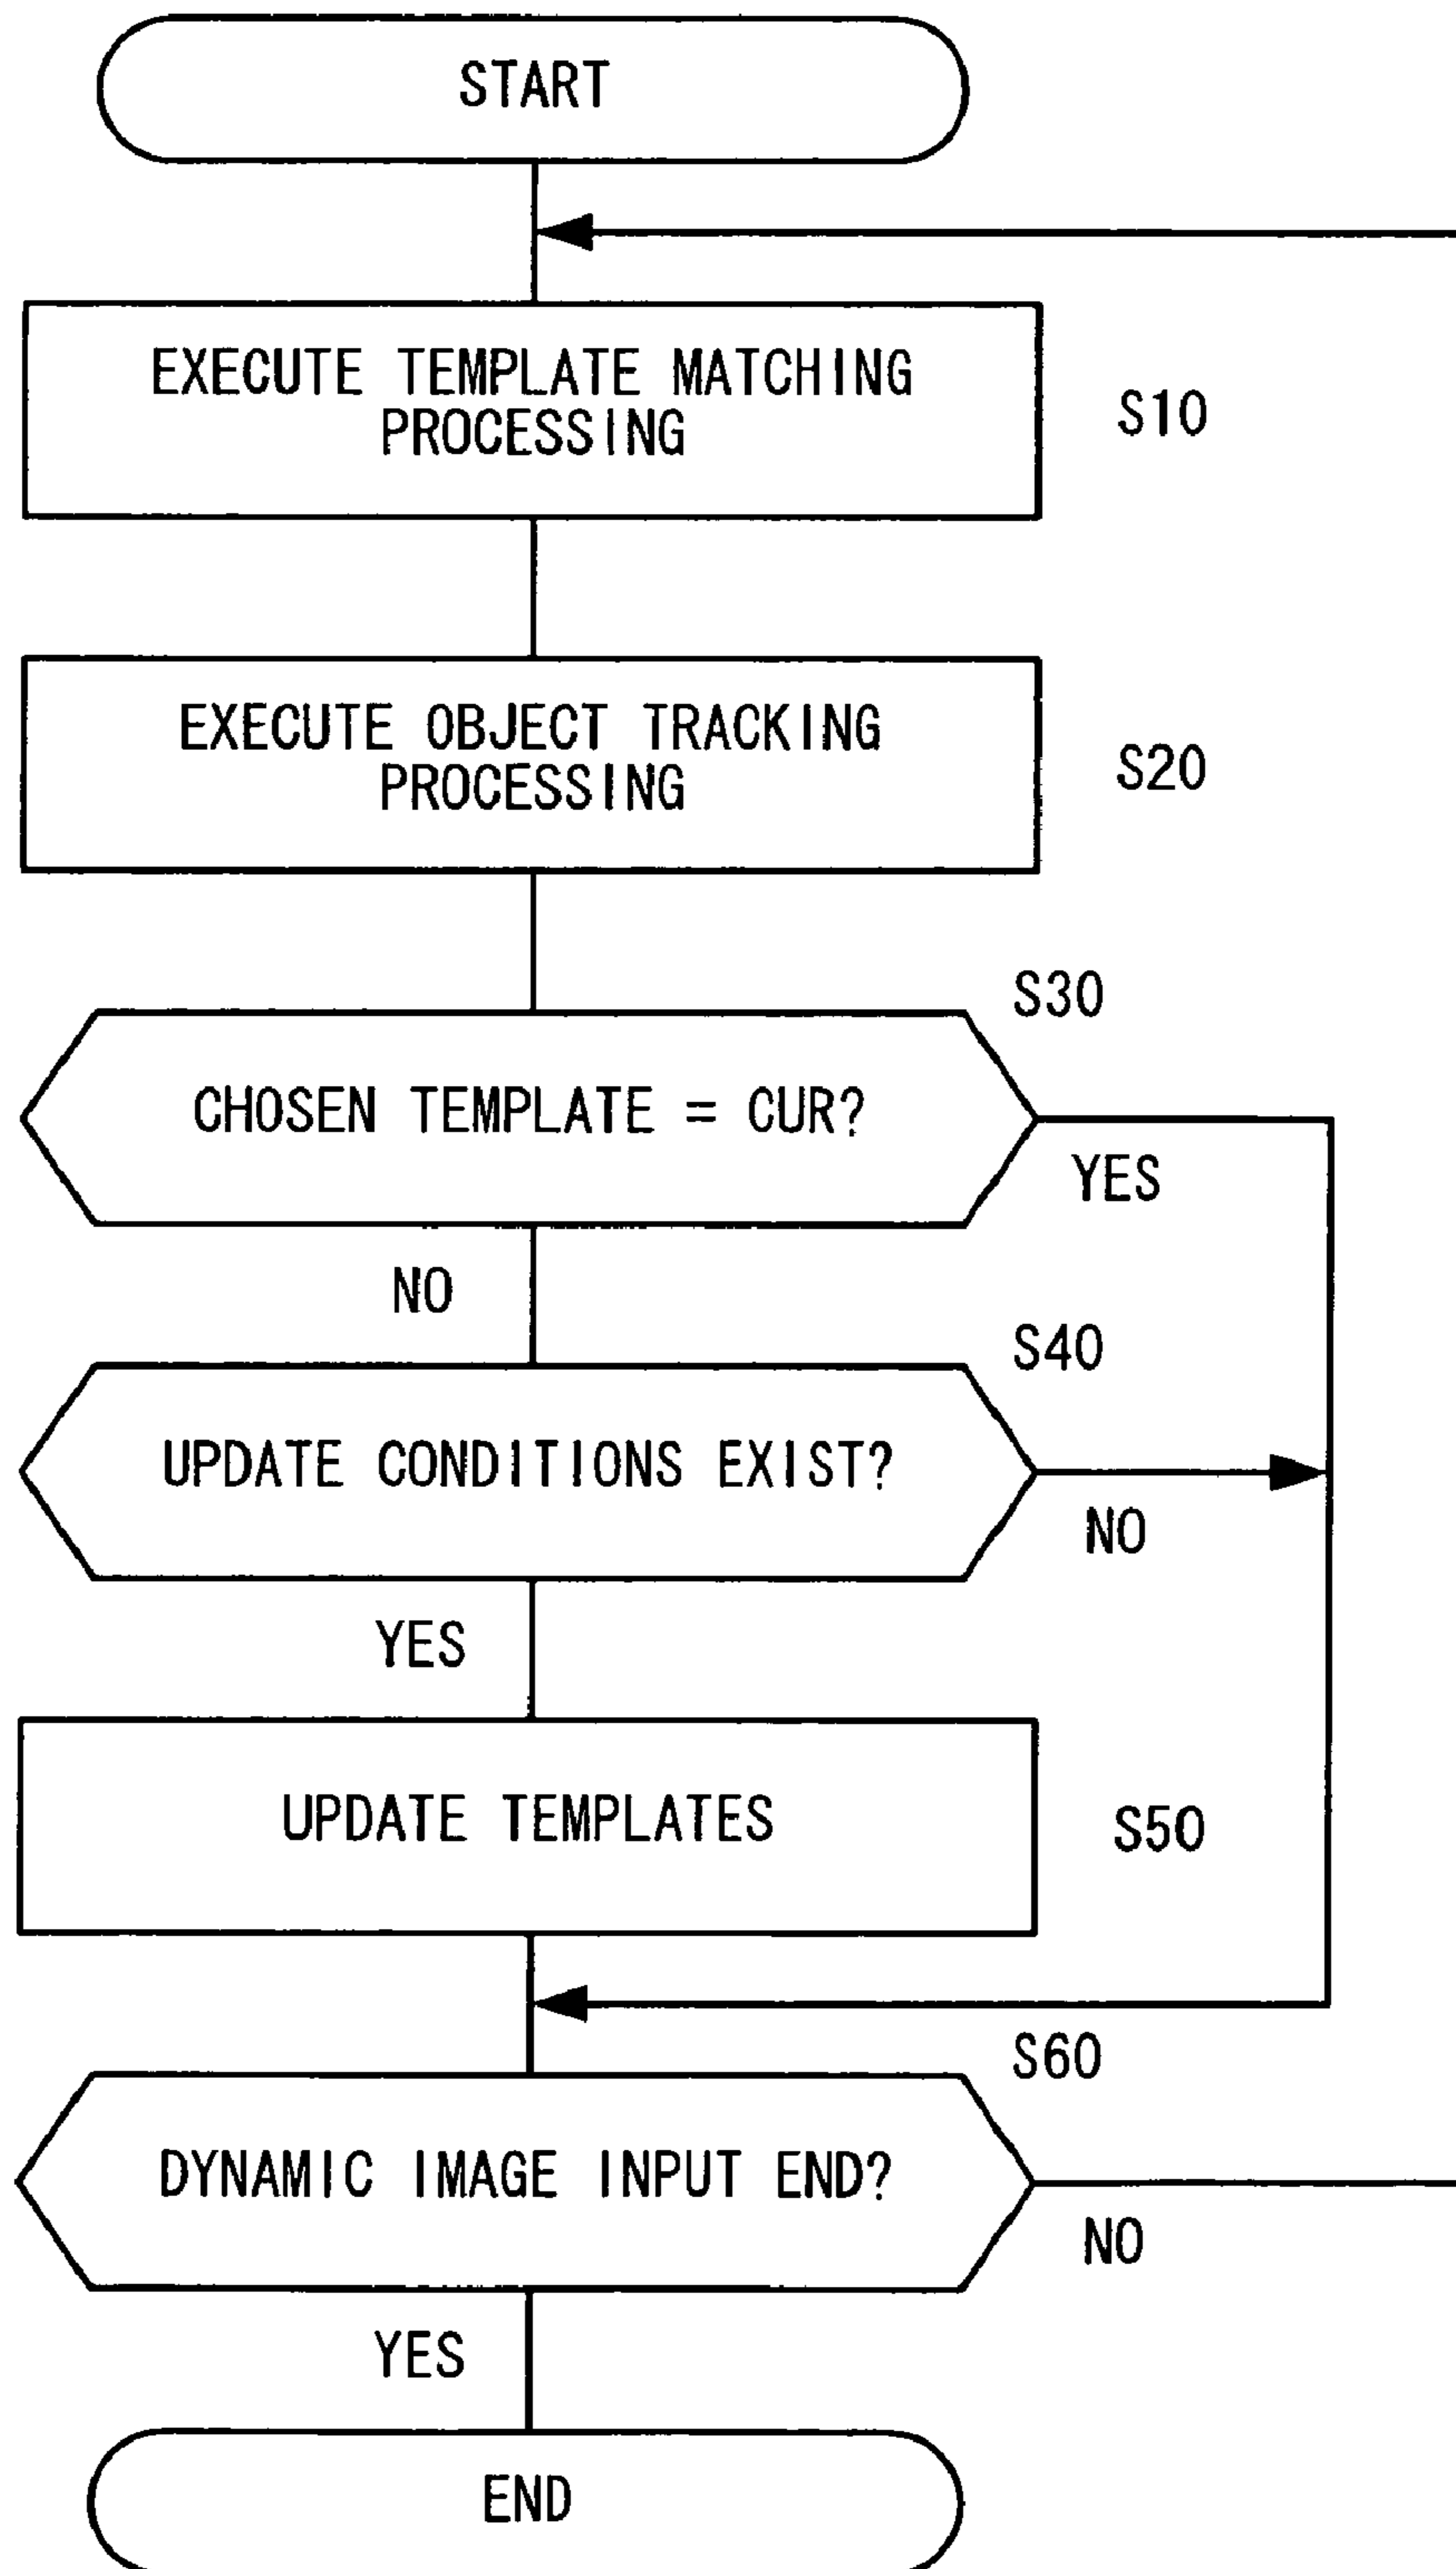 START
EXECUTE TEMPLATE MATCHING
PROCESSING
S10
EXECUTE OBJECT TRACKING
PROCESSING
S20
S30
CHOSEN TEMPLATE = CUR?
YES
NO
S40
UPDATE CONDITIONS EXIST?
NO
YES
UPDATE TEMPLATES
S50
S60
DYNAMIC IMAGE INPUT END?
NO
YES
END